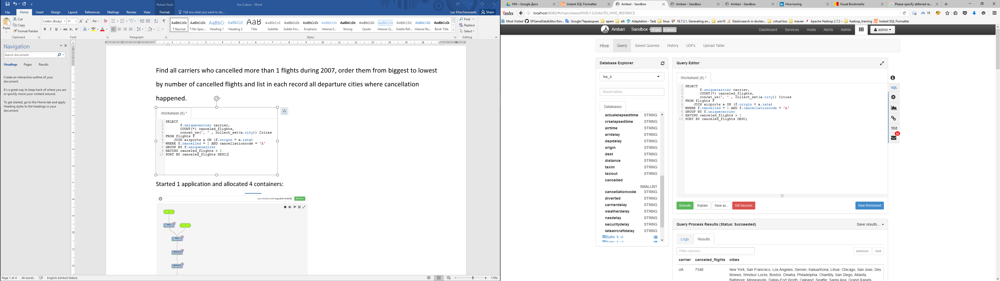 Picture Tools
hw-2.docx - Word
File Home Insert Design Layout References Mailings Review View Format Tell me what you want to do... Lev Khacheresiantc Share
Paste
Cut
Copy
Format Painter
Clipboard
Calibri (Body) 11
Font
Paragraph
AaBbCcDc AaBbCcDc AaBbC( AaBbCcE AaB AaBbCcD AaBbCcDt AaBbCcDt AaBbCcDt AaBbCcDc AaBbCcDt AaBbCcDt AaBbCcDD AaBbCcDD AaBbCcDt
¶ Normal ¶ No Spac... Heading 1 Heading 2 Title Subtitle Subtle Em... Emphasis Intense E... Strong Quote Intense Q... Subtle Ref... Intense Re... Book Title
Styles
Find
Replace
Select
Editing
Navigation
Search document
Headings Pages Results
Create an interactive outline of your
document.
It's a great way to keep track of where you are
or quickly move your content around.
To get started, go to the Home tab and apply
Heading styles to the headings in your
document.
Find all carriers who cancelled more than 1 flights during 2007, order them from biggest to lowest
by number of cancelled flights and list in each record all departure cities where cancellation
happened.
Worksheet (8) *
1 SELECT
2 f.uniquecarrier carrier,
3 COUNT(*) canceled_flights,
4 concat_ws(', ' , collect_set(a.city)) Cities
5 FROM flights f
6 JOIN airports a ON (f.origin = a.iata)
7 WHERE f.cancelled = 1 AND cancellationcode = 'A'
8 GROUP BY f.uniquecarrier
9 HAVING canceled_flights > 1
10 SORT BY canceled_flights DESC;
Started 1 application and allocated 4 containers:
Last refreshed at 01 Aug 2016 19:03:52 Refresh
Map 4
Map 1
Reducer 2
Reducer 3
Page 1 of 4 40 words English (United States) 170%
HW – Google Диск Instant SQL Formatter Ambari - Sandbox Ambari - Sandbox Ambari - Sandbox Hive tuning Visual Bookmarks Please specify deferred re...
Yandex localhost:8080/#/main/views/HIVE/1.0.0/AUTO_HIVE_INSTANCE 19
Most Visited SFGameDataEditor/bin... Google Переводчик epam elk Adaptation - Task linux 18.7.3.1. Generating an... win10 Elasticsearch in docker... virtual box maven Apache Hadoop 2.7.2 – hadoop_training Instant SQL Formatter
Ambari Sandbox 0 ops 0 alerts Dashboard Services Hosts Alerts Admin admin
Hive Query Saved Queries History UDFs Upload Table
Database Explorer
hw_4
Search tables...
Databases
actualelapsedtime STRING
crselapsedtime STRING
airtime STRING
arrdelay STRING
depdelay STRING
origin STRING
dest STRING
distance STRING
taxiin STRING
taxiout STRING
cancelled
SMALLINT
cancellationcode STRING
diverted STRING
carrierdelay STRING
weatherdelay STRING
nasdelay STRING
securitydelay STRING
lateaircraftdelay STRING
flights_b_s1
flights_b_s4
Query Editor
Worksheet (8) *
1 SELECT
2 f.uniquecarrier carrier,
3 COUNT(*) canceled_flights,
4 concat_ws(', ' , collect_set(a.city)) Cities
5 FROM flights f
6 JOIN airports a ON (f.origin = a.iata)
7 WHERE f.cancelled = 1 AND f.cancellationcode = 'A'
8 GROUP BY f.uniquecarrier
9 HAVING canceled_flights > 1
10 SORT BY canceled_flights DESC;
SQL
TEZ
16
Execute Explain Save as... Kill Session New Worksheet
Query Process Results (Status: Succeeded) Save results...
Logs Results
Filter columns... previous next
carrier canceled_flights cities
UA 7348 New York, San Francisco, Los Angeles, Denver, Kailua/Kona, Lihue, Chicago, San Jose, Des
Moines, Windsor Locks, Boston, Omaha, Philadelphia, Chantilly, San Diego, Atlanta,
Baltimore, Minneapolis, Dallas-Fort Worth, Oakland, Seattle, Santa Ana, Grand Rapids,